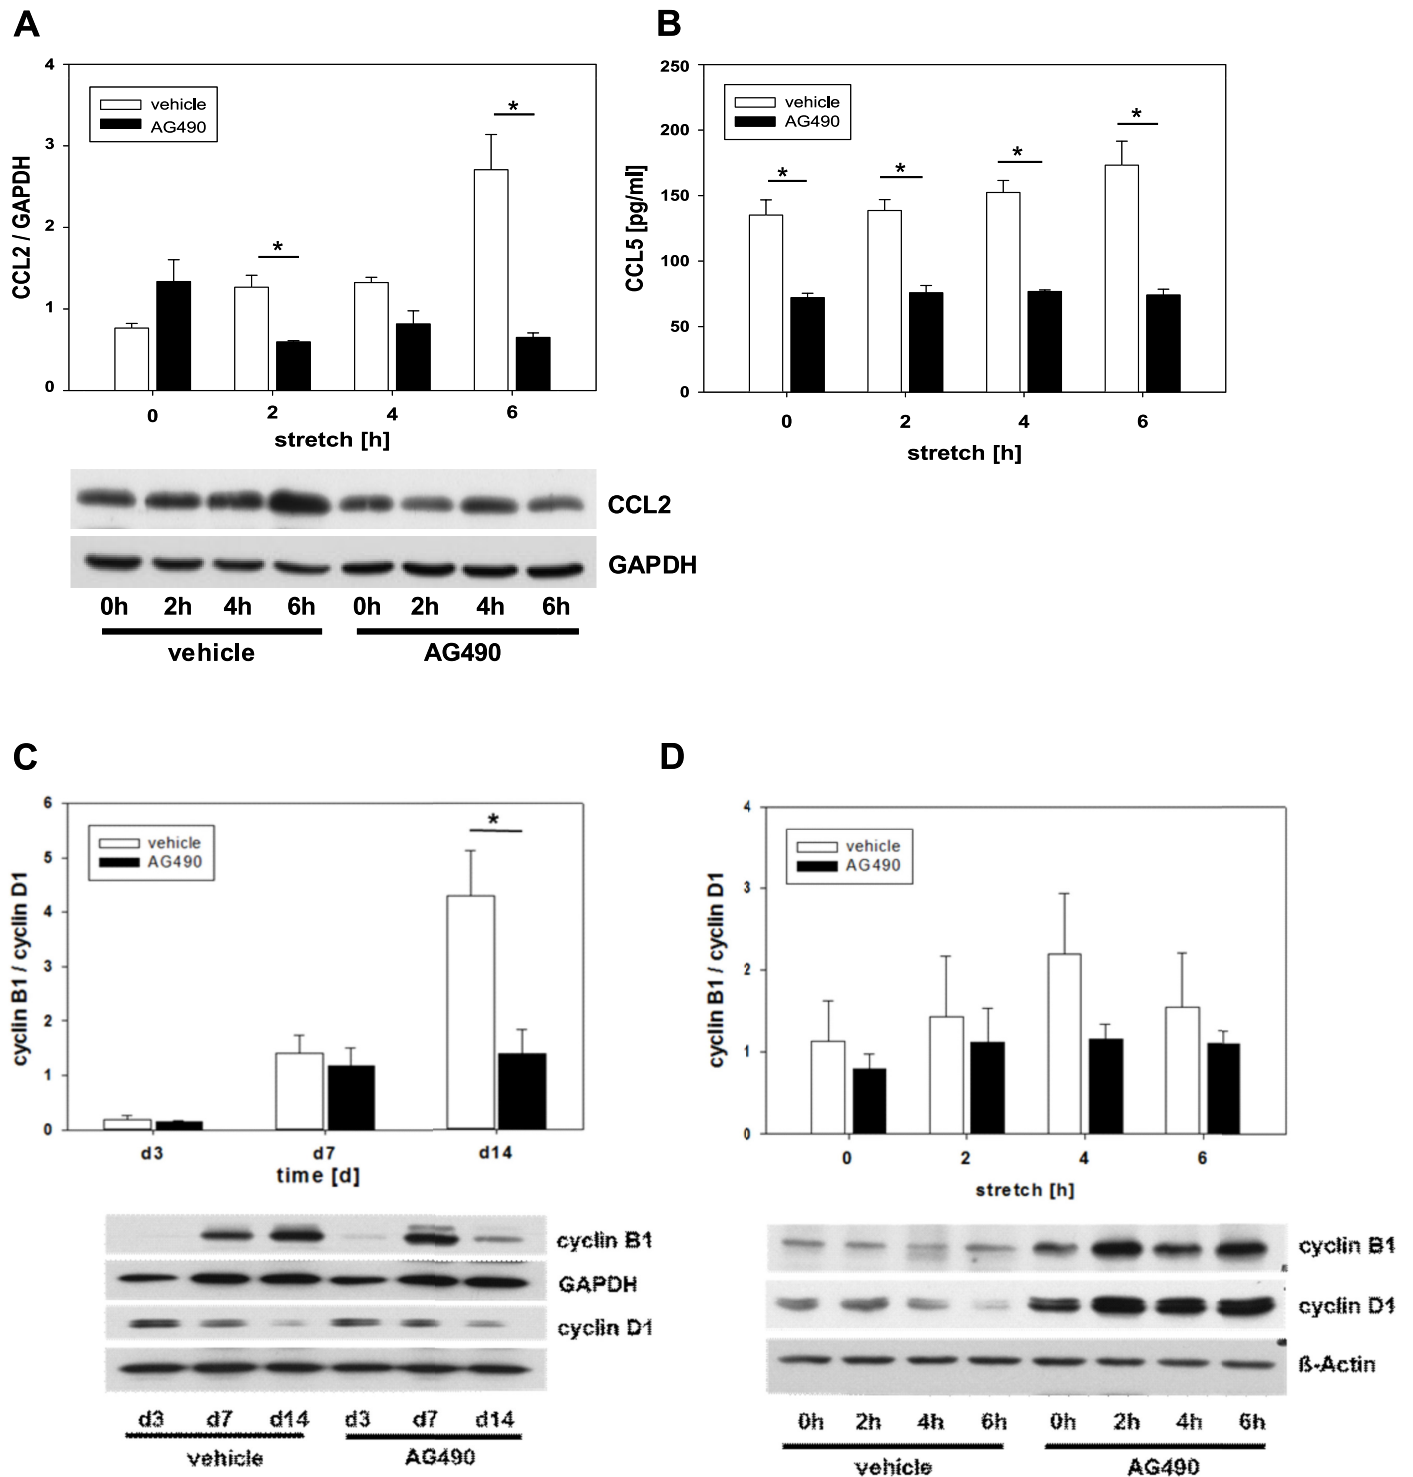 A
4
3
2
1
0
CCL2 / GAPDH
vehicle
AG490
*
*
0 2 4 6
stretch [h]
CCL2
GAPDH
0h 2h 4h 6h 0h 2h 4h 6h
vehicle AG490
B
250
200
150
100
50
0
CCL5 [pg/ml]
vehicle
AG490
* * * *
0 2 4 6
stretch [h]
C
6
5
4
3
2
1
0
cyclin B1 / cyclin D1
vehicle
AG490
*
d3 d7 d14
time [d]
cyclin B1
GAPDH
cyclin D1
d3 d7 d14 d3 d7 d14
vehicle AG490
D
4
3
2
1
0
cyclin B1 / cyclin D1
vehicle
AG490
0 2 4 6
stretch [h]
cyclin B1
cyclin D1
ß-Actin
0h 2h 4h 6h 0h 2h 4h 6h
vehicle AG490